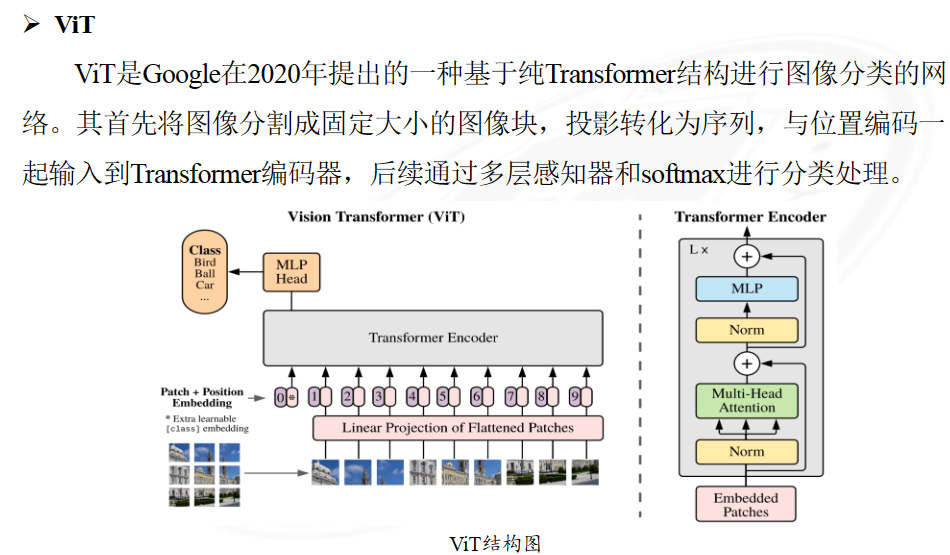 ➢ ViT
ViT是Google在2020年提出的一种基于纯Transformer结构进行图像分类的网
络。其首先将图像分割成固定大小的图像块，投影转化为序列，与位置编码一
起输入到Transformer编码器，后续通过多层感知器和softmax进行分类处理。
Vision Transformer (ViT)
Class
Bird
Ball
Car
...
MLP
Head
Transformer Encoder
Patch + Position
Embedding
* Extra learnable
[class] embedding
0 * 1 2 3 4 5 6 7 8 9
Linear Projection of Flattened Patches
Transformer Encoder
L ×
+
MLP
Norm
+
Multi-Head
Attention
Norm
Embedded
Patches
ViT结构图